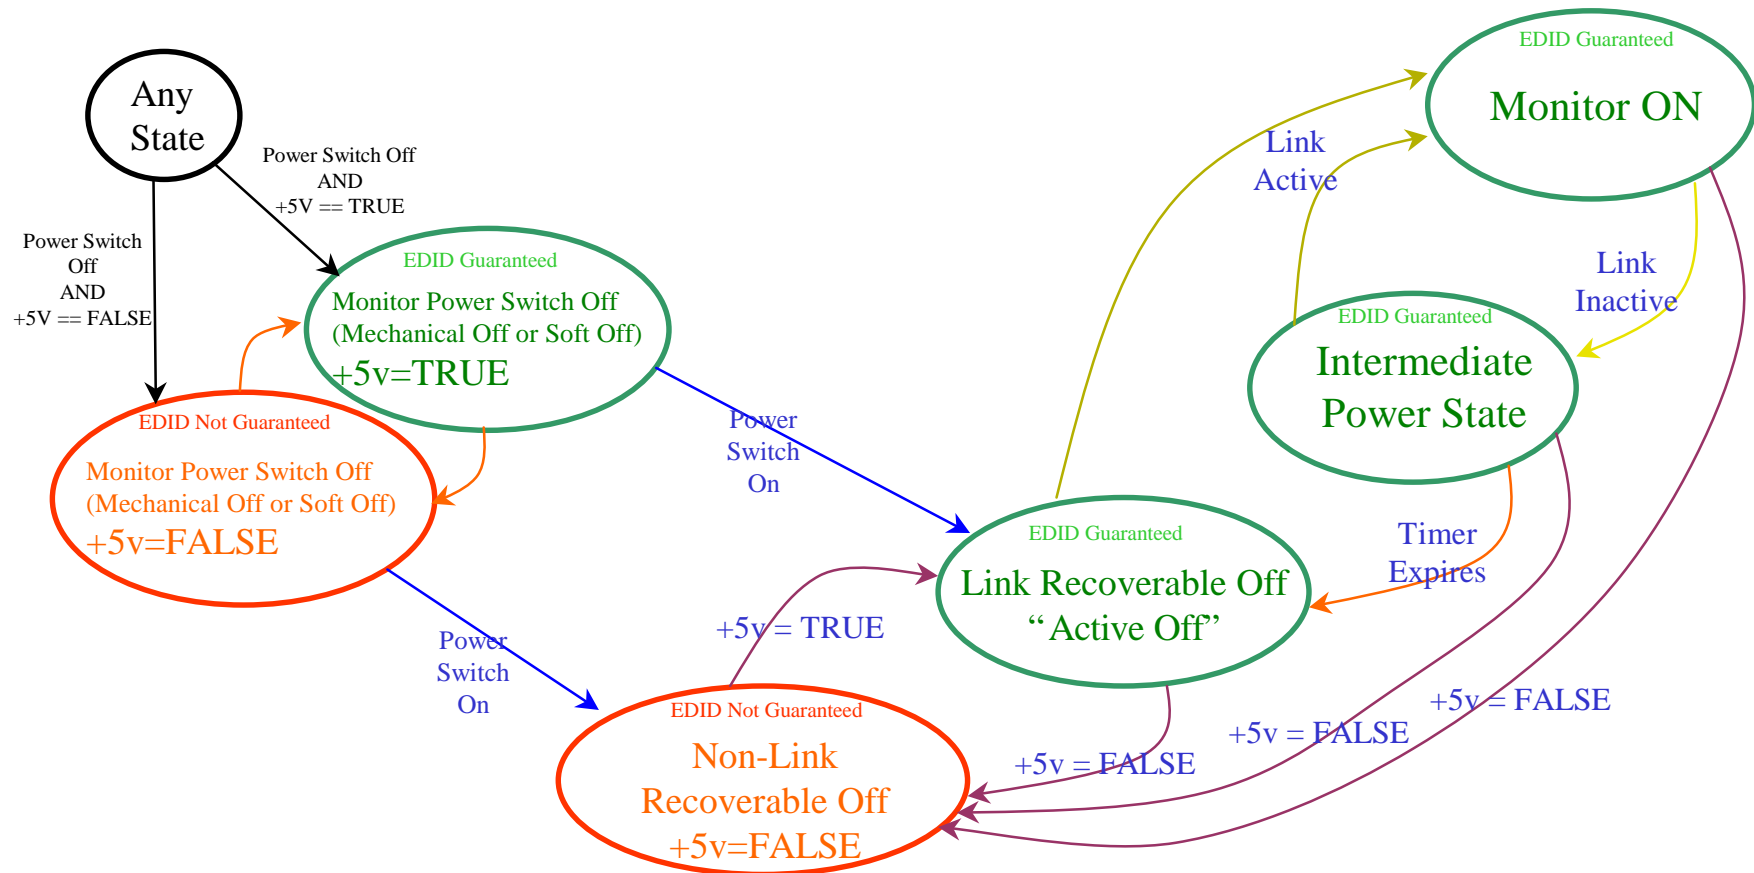 Any
State
Power Switch Off
AND
+5V == TRUE
Power Switch
Off
AND
+5V == FALSE
EDID Guaranteed
Monitor Power Switch Off
(Mechanical Off or Soft Off)
+5v=TRUE
EDID Not Guaranteed
Monitor Power Switch Off
(Mechanical Off or Soft Off)
+5v=FALSE
Power
Switch
On
Power
Switch
On
EDID Guaranteed
Monitor ON
Link
Active
Link
Inactive
EDID Guaranteed
Intermediate
Power State
Timer
Expires
EDID Guaranteed
Link Recoverable Off
“Active Off”
+5v = TRUE
EDID Not Guaranteed
Non-Link
Recoverable Off
+5v=FALSE
+5v = FALSE
+5v = FALSE
+5v = FALSE